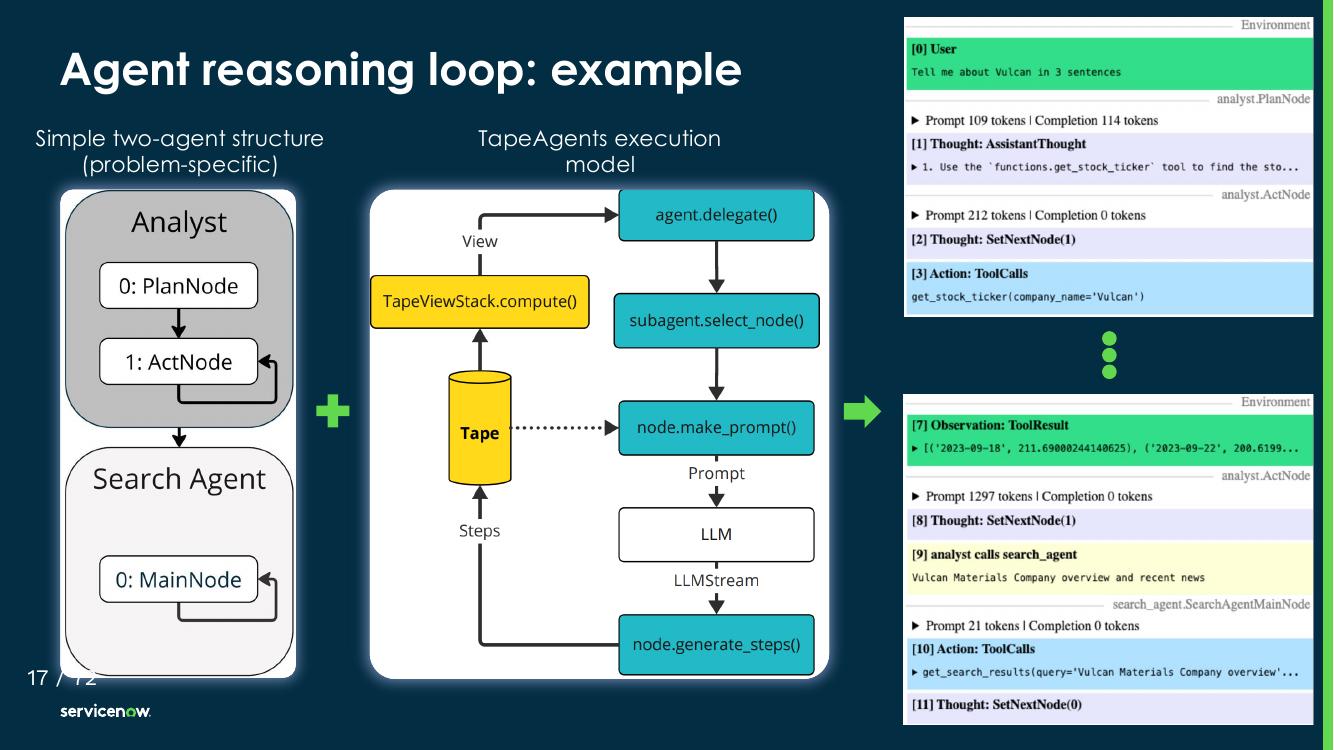 Agent reasoning loop: example
Simple two-agent structure
(problem-specific)
Analyst
0: PlanNode
1: ActNode
Search Agent
0: MainNode
TapeAgents execution
model
agent.delegate()
View
TapeViewStack.compute()
subagent.select_node()
Tape
node.make_prompt()
Prompt
Steps
LLM
LLMStream
node.generate_steps()
Environment
[0] User
Tell me about Vulcan in 3 sentences
analyst.PlanNode
▶ Prompt 109 tokens | Completion 114 tokens
[1] Thought: AssistantThought
▶ 1. Use the `functions.get_stock_ticker` tool to find the sto...
analyst.ActNode
▶ Prompt 212 tokens | Completion 0 tokens
[2] Thought: SetNextNode(1)
[3] Action: ToolCalls
get_stock_ticker(company_name='Vulcan')
Environment
[7] Observation: ToolResult
▶ [('2023-09-18', 211.69000244140625), ('2023-09-22', 200.6199...
analyst.ActNode
▶ Prompt 1297 tokens | Completion 0 tokens
[8] Thought: SetNextNode(1)
[9] analyst calls search_agent
Vulcan Materials Company overview and recent news
search_agent.SearchAgentMainNode
▶ Prompt 21 tokens | Completion 0 tokens
[10] Action: ToolCalls
▶ get_search_results(query='Vulcan Materials Company overview'...
[11] Thought: SetNextNode(0)
17 / 72
servicenow.